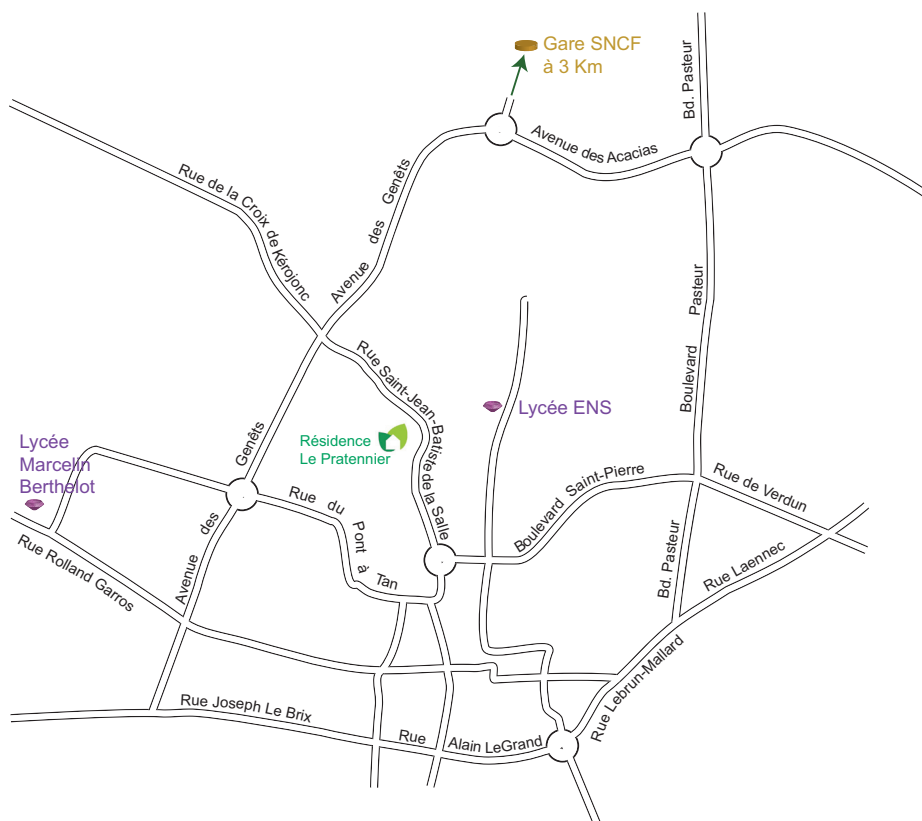 Gare SNCF
à 3 Km
Bd. Pasteur
Avenue des Acacias
Rue de la Croix de Kérojonc
Avenue des Genêts
Pasteur
Boulevard
Rue Saint-Jean-Batiste de la Salle
Lycée ENS
Résidence
Le Pratennier
Lycée
Marcelin
Berthelot
Avenue des Genêts
Rue du Pont à Tan
Boulevard Saint-Pierre
Rue de Verdun
Rue Rolland Garros
Bd. Pasteur
Rue Laennec
Rue Lebrun-Mallard
Rue Joseph Le Brix
Rue Alain LeGrand